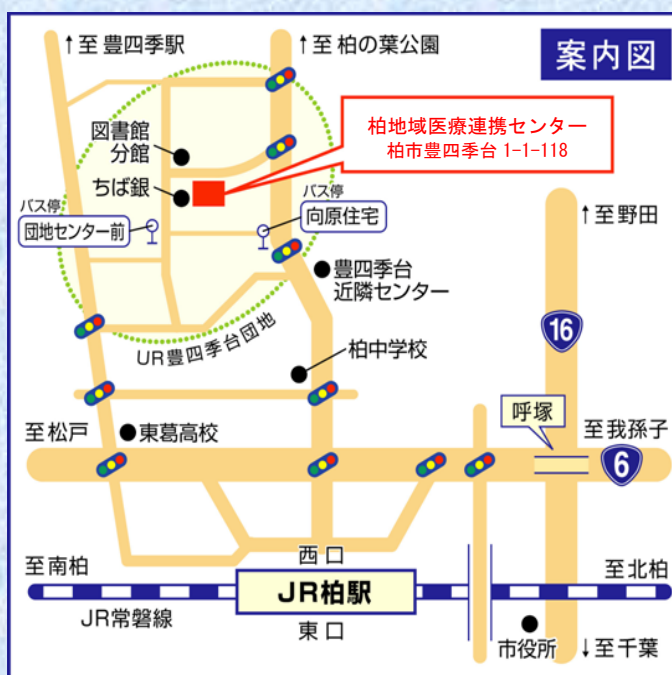 ↑至 豊四季駅
↑至 柏の葉公園
案内図
図書館
分館
柏地域医療連携センター
柏市豊四季台 1-1-118
ちば銀
バス停
団地センター前
バス停
向原住宅
↑至野田
豊四季台
近隣センター
UR豊四季台団地
16
柏中学校
呼塚
至松戸
東葛高校
至我孫子
6
至南柏
西口
至北柏
JR柏駅
JR常磐線
東口
市役所
↓至千葉